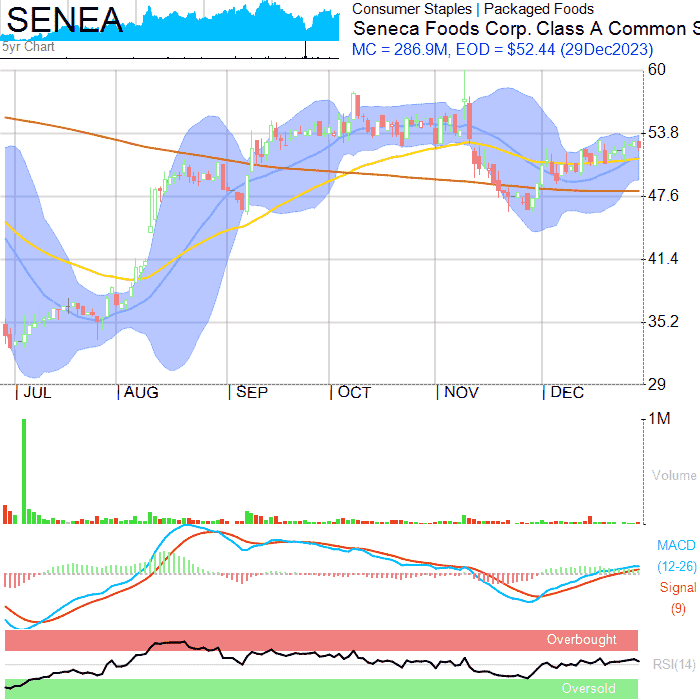 SENEA
5yr Chart
Consumer Staples | Packaged Foods
Seneca Foods Corp. Class A Common S
MC = 286.9M, EOD = $52.44 (29Dec2023)
60
53.8
47.6
41.4
35.2
29
JUL AUG SEP OCT NOV DEC
1M
Volume
MACD
(12-26)
Signal
(9)
Overbought
RSI(14)
Oversold